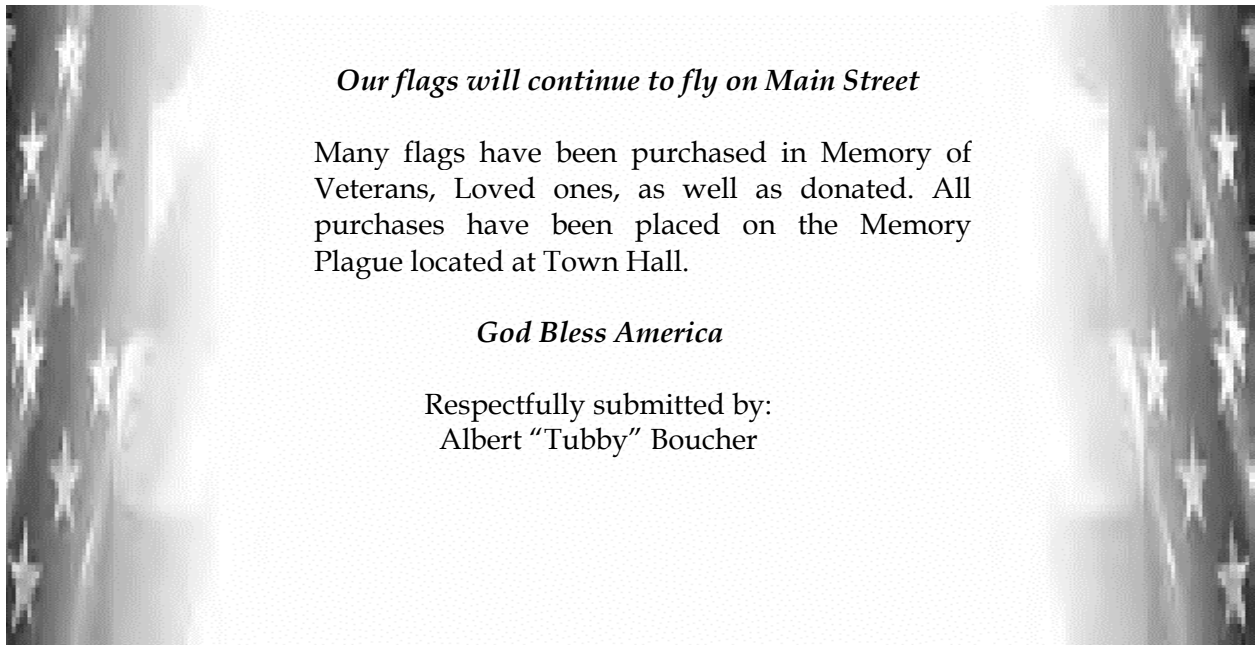 Our flags will continue to fly on Main Street
Many flags have been purchased in Memory of
Veterans, Loved ones, as well as donated. All
purchases have been placed on the Memory
Plague located at Town Hall.
God Bless America
Respectfully submitted by:
Albert “Tubby” Boucher